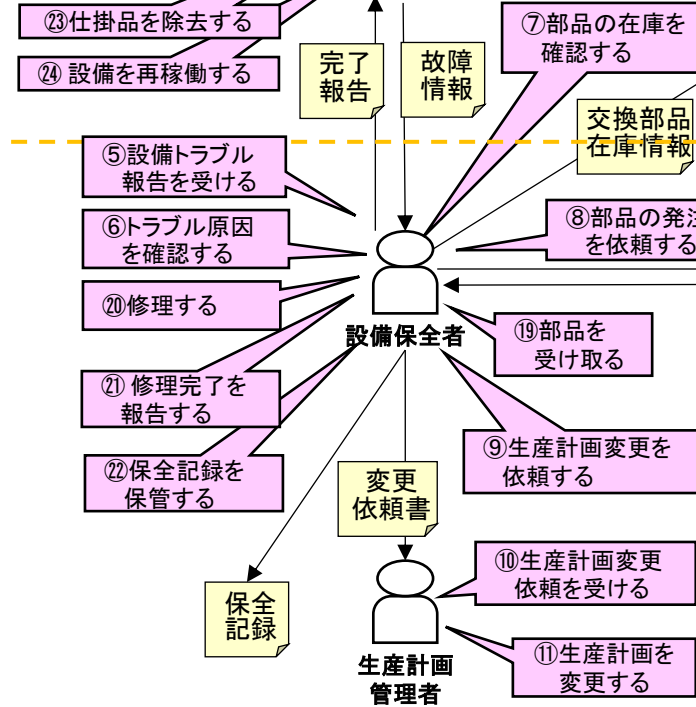 ㉓仕掛品を除去する
㉔ 設備を再稼働する
完了
報告
故障
情報
⑦部品の在庫を
確認する
交換部品
在庫情報
⑤設備トラブル
報告を受ける
⑥トラブル原因
を確認する
⑧部品の発注
を依頼する
⑳修理する
設備保全者
⑲部品を
受け取る
㉑ 修理完了を
報告する
⑨生産計画変更を
依頼する
㉒保全記録を
保管する
変更
依頼書
⑩生産計画変更
依頼を受ける
保全
記録
⑪生産計画を
変更する
生産計画
管理者